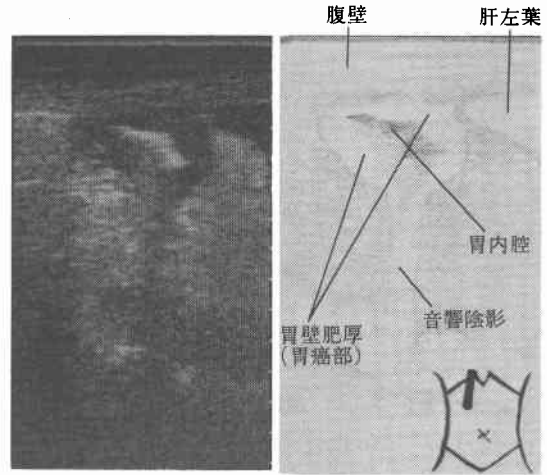 腹壁
肝左葉
胃内腔
音響陰影
胃壁肥厚
(胃癌部)